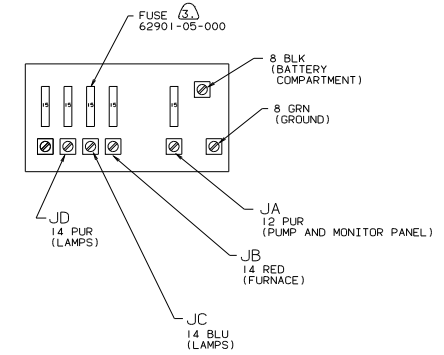 FUSE 3.
62901-05-000
8 BLK
(BATTERY
COMPARTMENT)
8 GRN
(GROUND)
15 15 15 15 15
JD
14 PUR
(LAMPS)
JA
12 PUR
(PUMP AND MONITOR PANEL)
JB
14 RED
(FURNACE)
JC
14 BLU
(LAMPS)